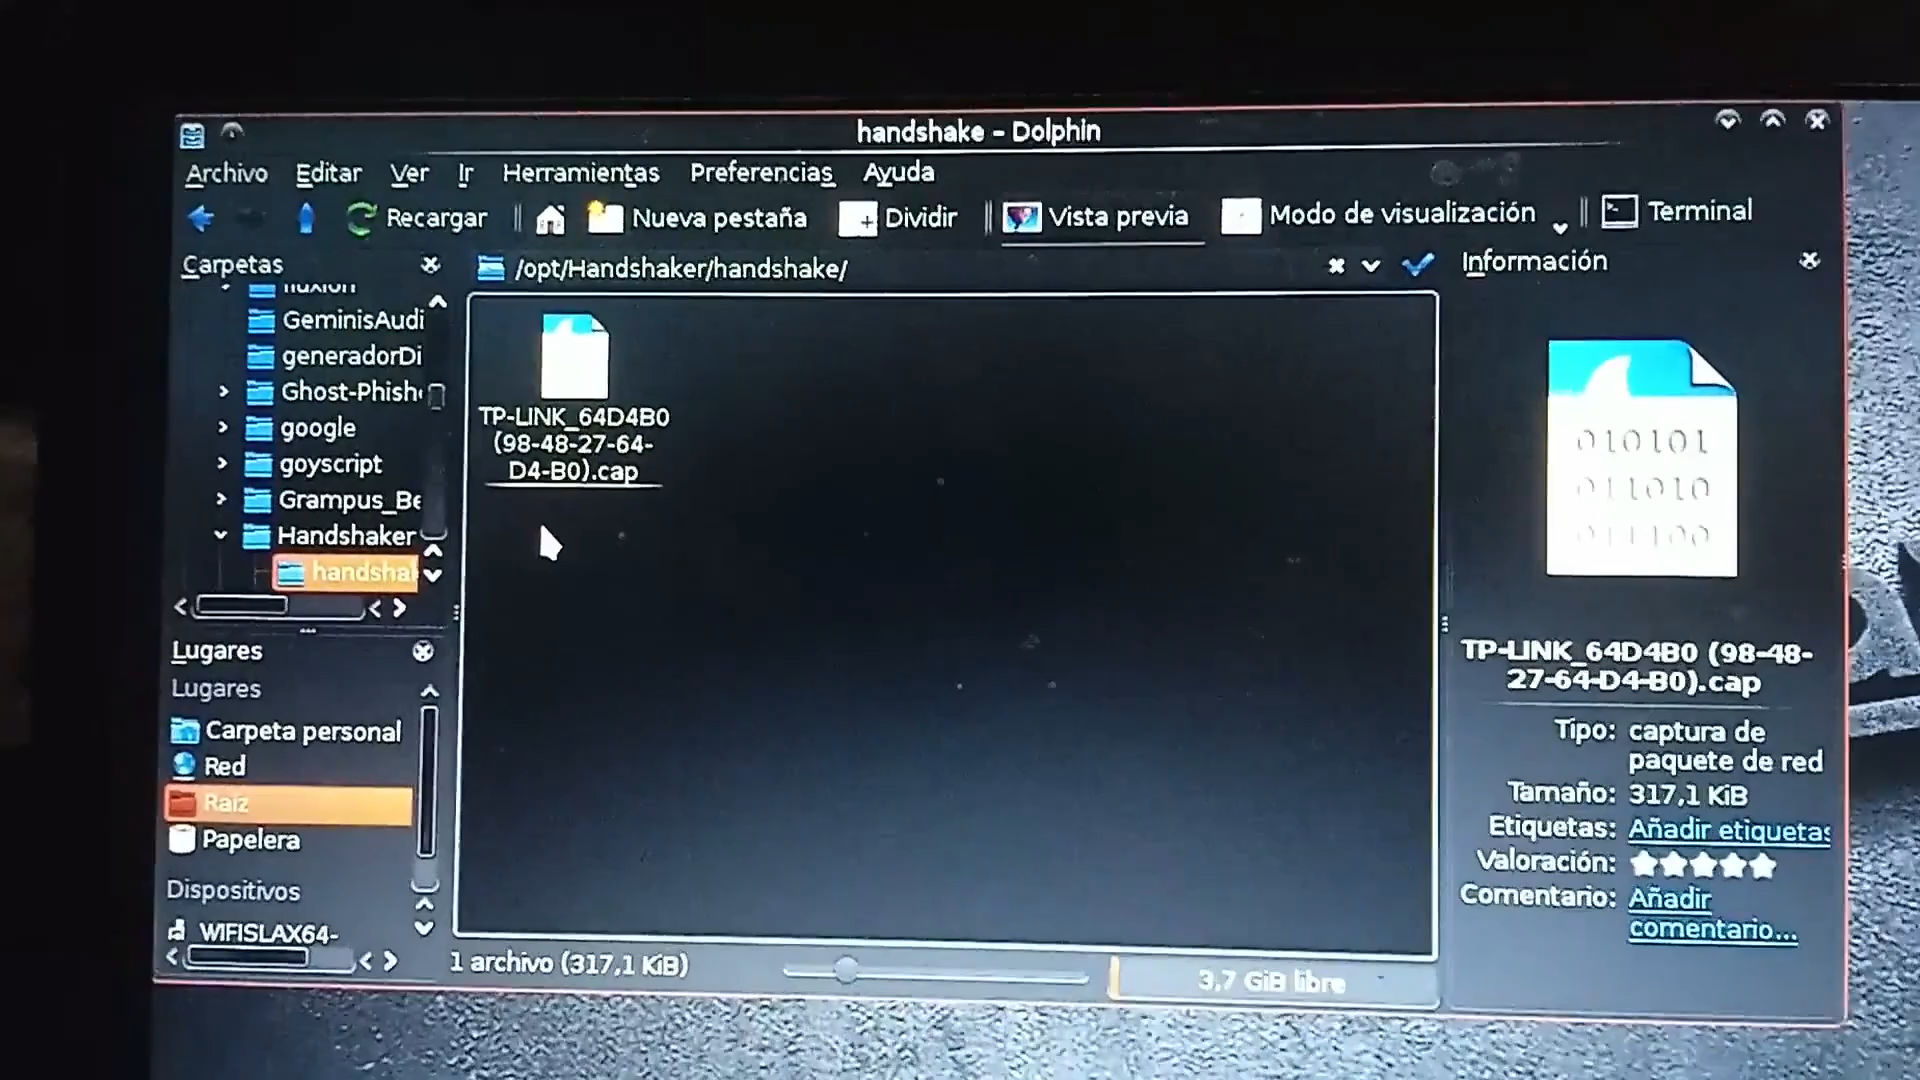 handshake – Dolphin
Archivo Editar Ver Ir Herramientas Preferencias Ayuda
Recargar Nueva pestaña Dividir Vista previa Modo de visualización Terminal
Carpetas
/opt/Handshaker/handshake/
Información
GeminisAudi
generadorDi
Ghost-Phish
google
goyscript
Grampus_Be
Handshaker
handshak
Lugares
Lugares
Carpeta personal
Red
Raíz
Papelera
Dispositivos
WIFISLAX64-
TP-LINK_64D4B0
(98-48-27-64-
D4-B0).cap
1 archivo (317,1 KiB)
3,7 GiB libre
010101
011010
011100
TP-LINK_64D4B0 (98-48-
27-64-D4-B0).cap
Tipo: captura de
paquete de red
Tamaño: 317,1 KiB
Etiquetas: Añadir etiquetas
Valoración:
Comentario: Añadir
comentario...